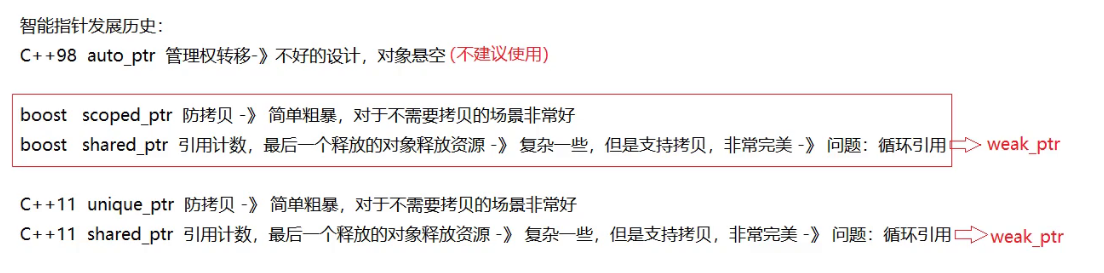 智能指针发展历史：
C++98 auto_ptr 管理权转移-》不好的设计，对象悬空 (不建议使用)
boost scoped_ptr 防拷贝 -》 简单粗暴，对于不需要拷贝的场景非常好
boost shared_ptr 引用计数，最后一个释放的对象释放资源 -》 复杂一些，但是支持拷贝，非常完美 -》 问题：循环引用 weak_ptr
C++11 unique_ptr 防拷贝 -》 简单粗暴，对于不需要拷贝的场景非常好
C++11 shared_ptr 引用计数，最后一个释放的对象释放资源 -》 复杂一些，但是支持拷贝，非常完美 -》 问题：循环引用 weak_ptr